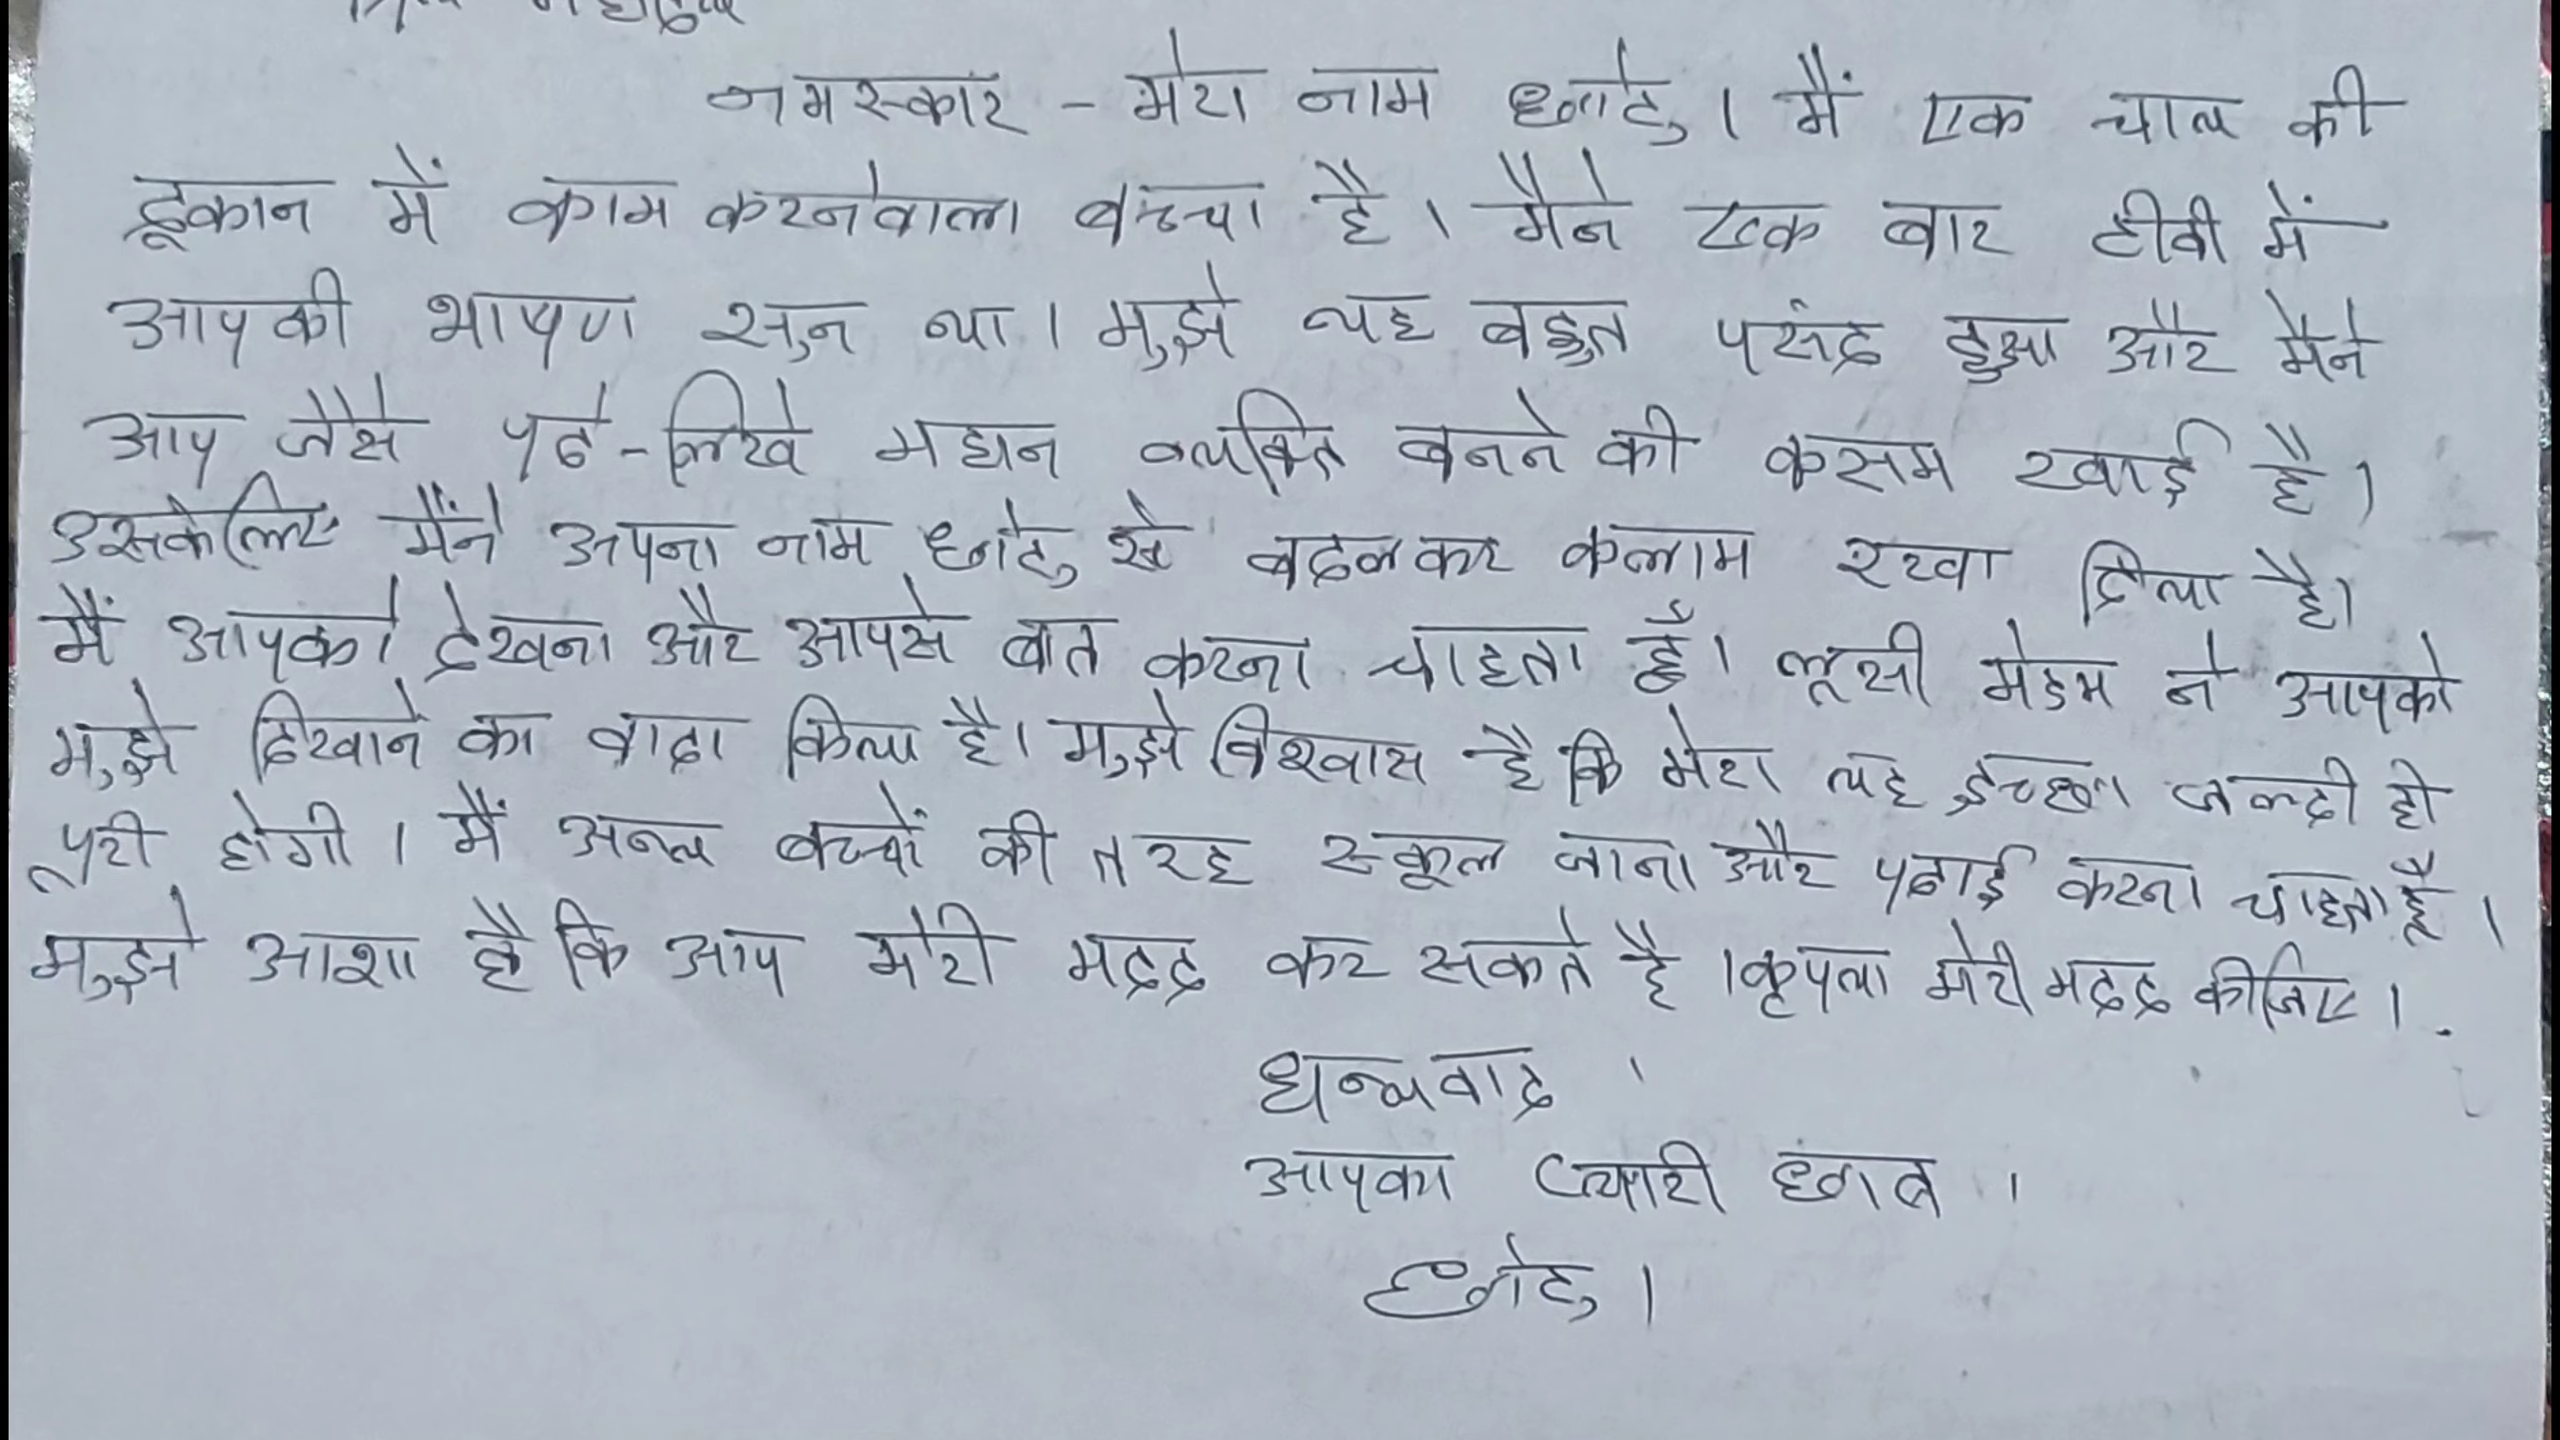 नमस्कार - मेरा नाम छोटु। मैं एक चाय की
दूकान में काम करनेवाला बच्चा है। मैने एक बार टीवी में
आपकी भाषण सुन था। मुझे यह बहुत पसंद हुआ और मैने
आप जैसे पढे-लिखे महान व्यक्ति बनने की कसम खाई है।
उसकेलिए मैंने अपना नाम छोटु से बदलकर कलाम रखा दिया है।
मैं आपको देखना और आपसे बात करना चाहता हूँ। लूसी मेडम ने आपको
मुझे दिखाने का वादा किया है। मुझे विश्वास है कि मेरा यह इच्छा जल्दी ही
पूरी होगी। मैं अन्य बच्चों की तरह स्कूल जाना और पढाई करना चाहता हूँ।
मुझे आशा है कि आप मेरी मदद कर सकते है। कृपया मेरी मदद कीजिए।
धन्यवाद।
आपका प्यारी छात्र।
छोटु।